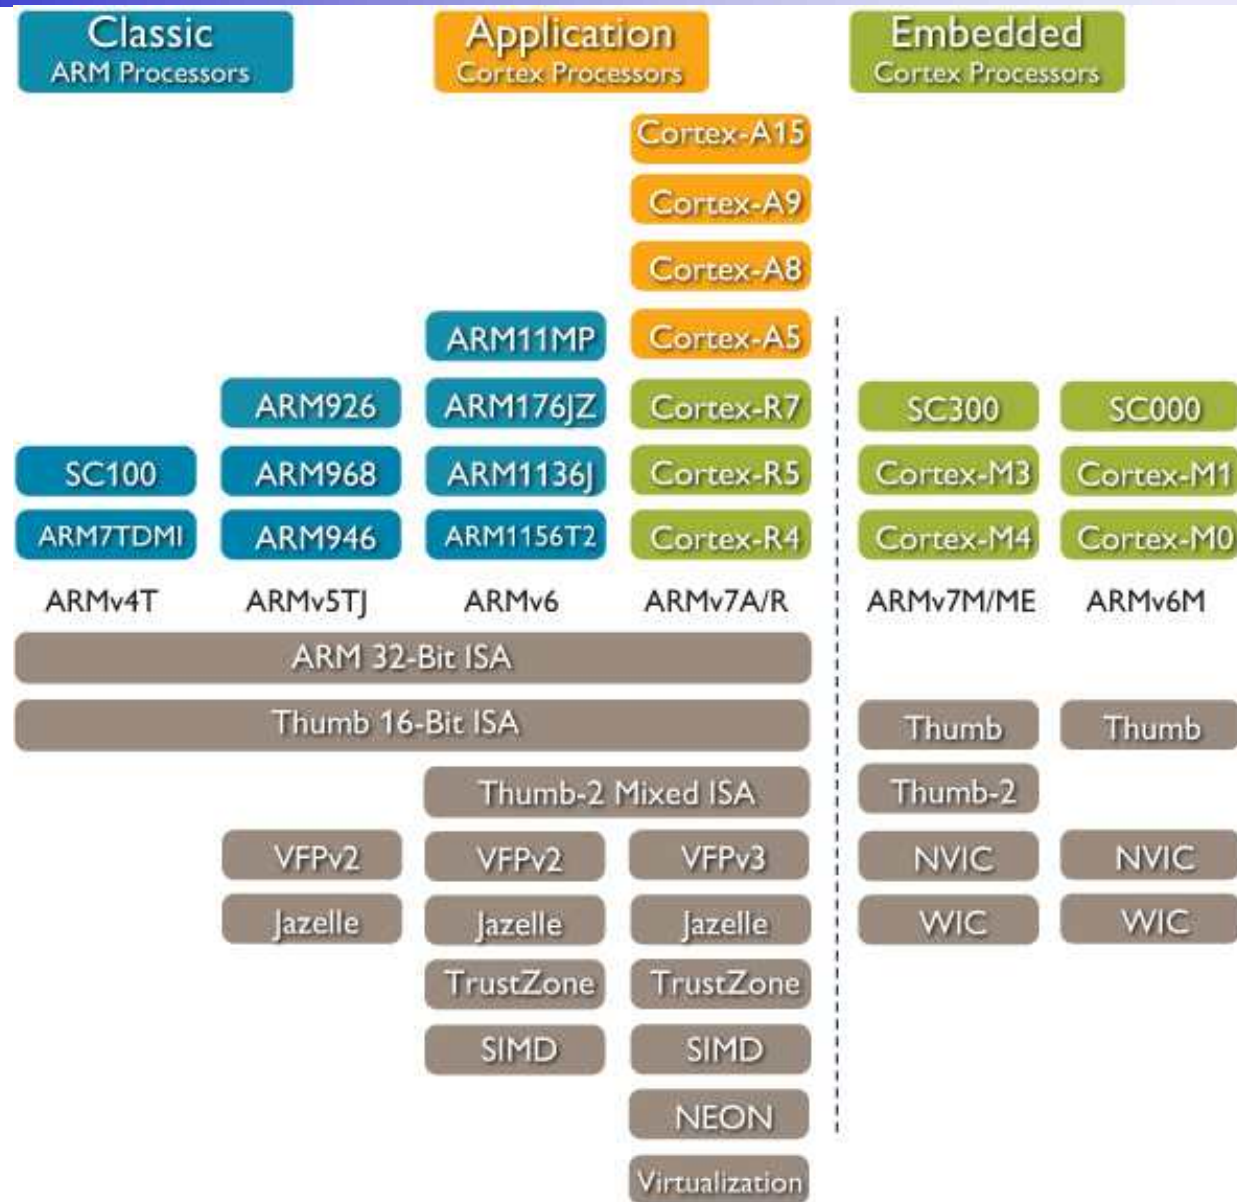 Classic
ARM Processors
Application
Cortex Processors
Embedded
Cortex Processors
Cortex-A15
Cortex-A9
Cortex-A8
ARM11MP
Cortex-A5
ARM926
ARM176JZ
Cortex-R7
SC300
SC000
SC100
ARM968
ARM1136J
Cortex-R5
Cortex-M3
Cortex-M1
ARM7TDMI
ARM946
ARM1156T2
Cortex-R4
Cortex-M4
Cortex-M0
ARMv4T
ARMv5TJ
ARMv6
ARMv7A/R
ARMv7M/ME
ARMv6M
ARM 32-Bit ISA
Thumb 16-Bit ISA
Thumb
Thumb
Thumb-2 Mixed ISA
Thumb-2
VFPv2
VFPv2
VFPv3
NVIC
NVIC
Jazelle
Jazelle
Jazelle
WIC
WIC
TrustZone
TrustZone
SIMD
SIMD
NEON
Virtualization